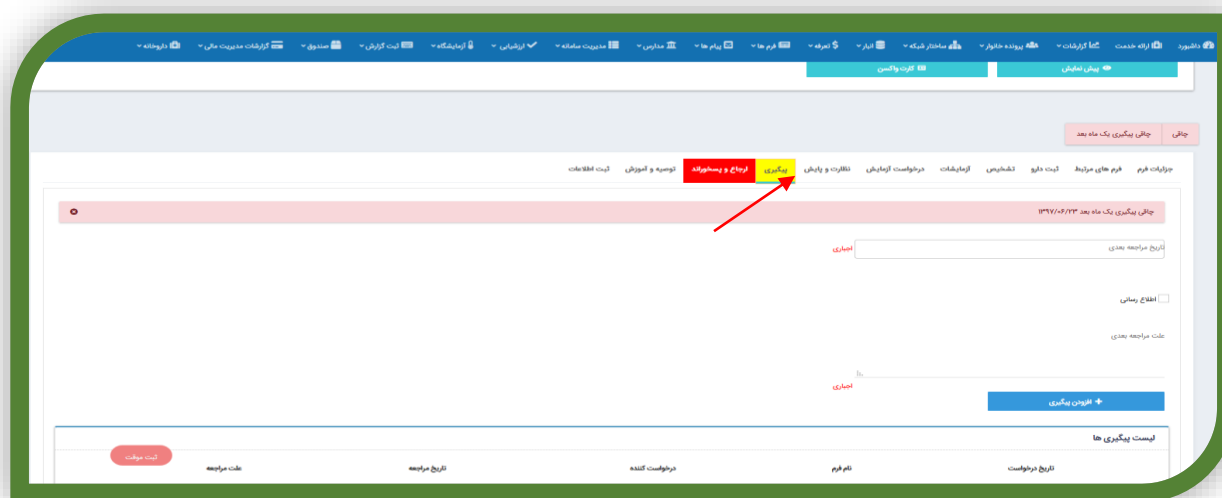 داشبورد ارائه خدمت گزارشات پرونده خانوار ساختار شبکه انبار $ تعرفه فرم ها پیام ها مدارس مدیریت سامانه ارزشیابی آزمایشگاه ثبت گزارش صندوق گزارشات مدیریت مالی داروخانه
پیش نمایش کارت واکسن
چاقی چاقی پیگیری یک ماه بعد
جزئیات فرم فرم های مرتبط ثبت دارو تشخیص آزمایشات درخواست آزمایش نظارت و پایش پیگیری ارجاع و پسخوراند توصیه و آموزش ثبت اطلاعات
چاقی پیگیری یک ماه بعد ۱۳۹۷/۰۶/۲۳
تاریخ مراجعه بعدی اجباری
اطلاع رسانی
علت مراجعه بعدی
اجباری
+ افزودن پیگیری
لیست پیگیری ها
ثبت موقت
تاریخ درخواست نام فرم درخواست کننده تاریخ مراجعه علت مراجعه